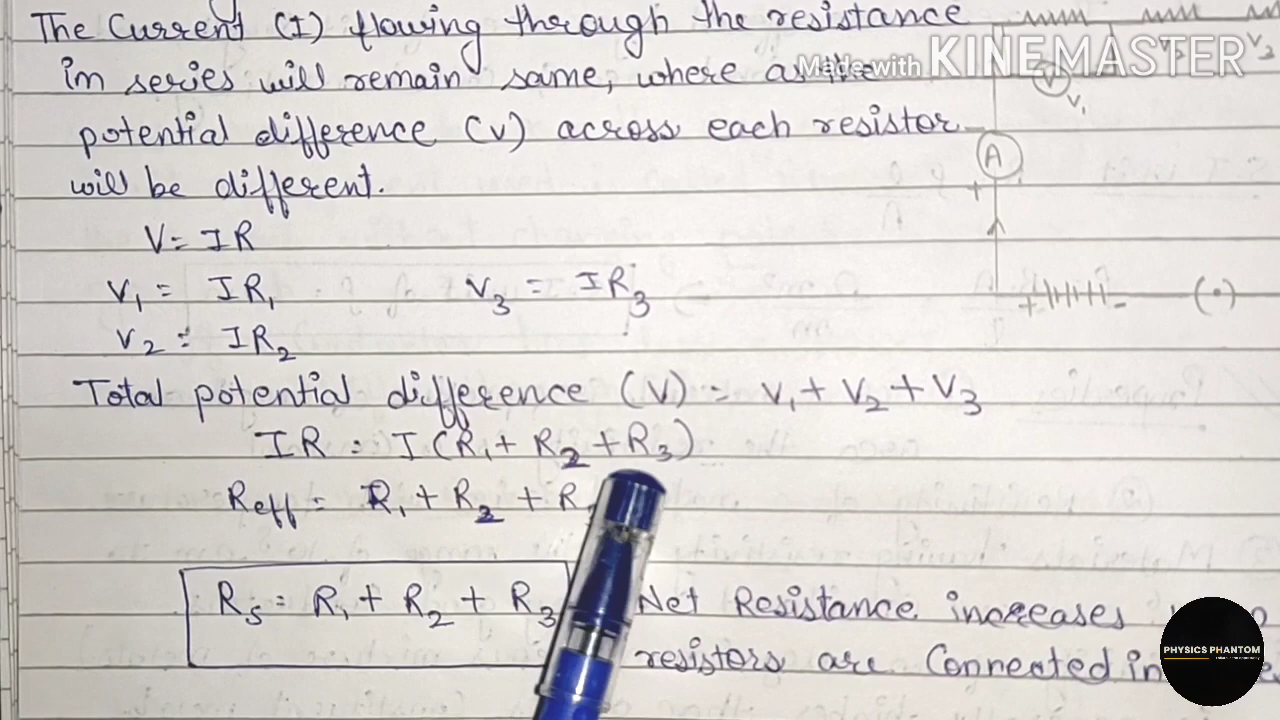 The Current (I) flowing through the resistance
in series will remain same, where as the
Made with KINEMASTER
potential difference (V) across each resistor
will be different.
V = IR
V₁ = IR₁ V₃ = IR₃
V₂ = IR₂
Total potential difference (V) = V₁ + V₂ + V₃
IR = I(R₁ + R₂ + R₃)
Reff = R₁ + R₂ + R
Rs = R₁ + R₂ + R₃ Net Resistance increases
resistors are Connected in
V₁
V₃
A
+
+ - (•)
V
PHYSICS PHANTOM